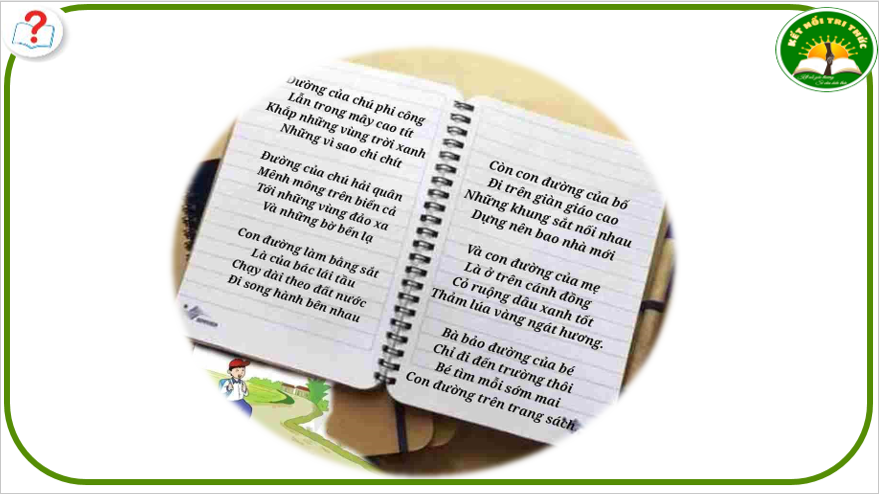 KẾT NỐI TRI THỨC
Đường của chú phi công
Lẫn trong mây cao tít
Khắp những vùng trời xanh
Những vì sao chi chít
Đường của chú hải quân
Mênh mông trên biển cả
Tới những vùng đảo xa
Và những bờ bến lạ
Con đường làm bằng sắt
Là của bác lái tầu
Chạy dài theo đất nước
Đi song hành bên nhau
Còn con đường của bố
Đi trên giàn giáo cao
Những khung sắt nối nhau
Dựng nên bao nhà mới
Và con đường của mẹ
Là ở trên cánh đồng
Cỏ ruộng dâu xanh tốt
Thảm lúa vàng ngát hương.
Bà bảo đường của bé
Chỉ đi đến trường thôi
Bé tìm mỗi sớm mai
Con đường trên trang sách.